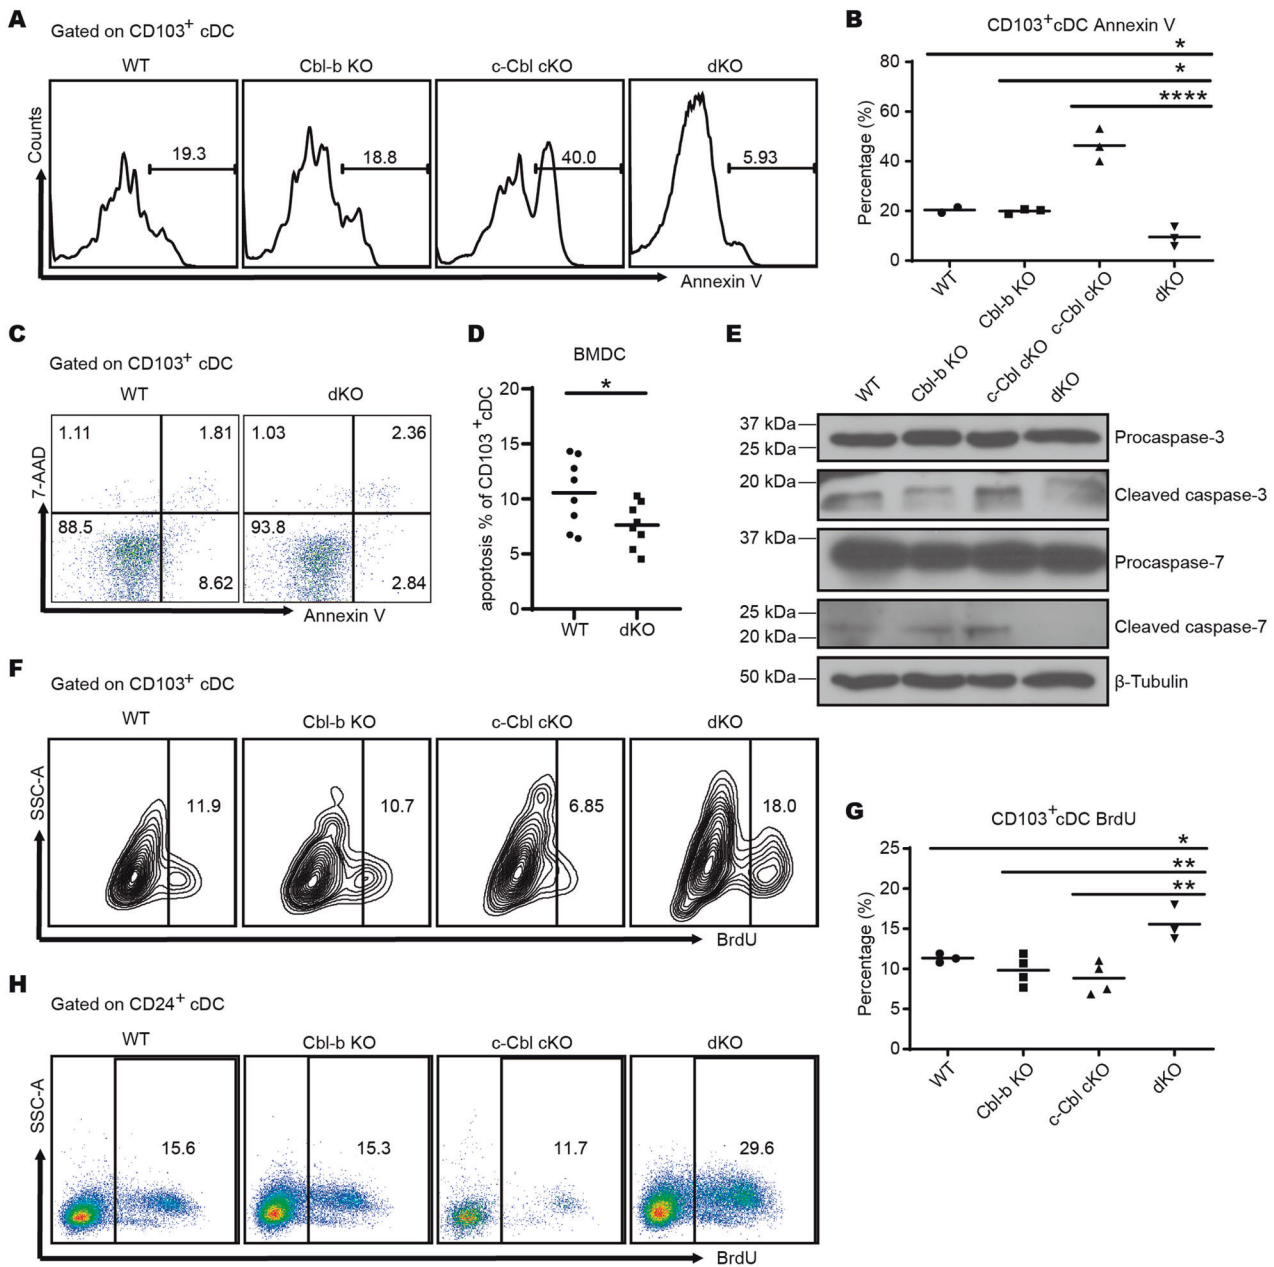 A
Gated on CD103+ cDC
WT
Cbl-b KO
c-Cbl cKO
dKO
Counts
19.3
18.8
40.0
5.93
Annexin V
B
CD103+cDC Annexin V
*
*
****
Percentage (%)
80
60
40
20
0
WT
Cbl-b KO
c-Cbl cKO
dKO
C
Gated on CD103+ cDC
WT
dKO
7-AAD
1.11
1.81
88.5
8.62
1.03
2.36
93.8
2.84
Annexin V
D
BMDC
*
apoptosis % of CD103 +cDC
20
15
10
5
0
WT
dKO
E
WT
Cbl-b KO
c-Cbl cKO
dKO
37 kDa
25 kDa
Procaspase-3
20 kDa
Cleaved caspase-3
37 kDa
Procaspase-7
25 kDa
20 kDa
Cleaved caspase-7
50 kDa
β-Tubulin
F
Gated on CD103+ cDC
WT
Cbl-b KO
c-Cbl cKO
dKO
SSC-A
11.9
10.7
6.85
18.0
BrdU
G
CD103+cDC BrdU
*
**
**
Percentage (%)
25
20
15
10
5
0
WT
Cbl-b KO
c-Cbl cKO
dKO
H
Gated on CD24+ cDC
WT
Cbl-b KO
c-Cbl cKO
dKO
SSC-A
15.6
15.3
11.7
29.6
BrdU